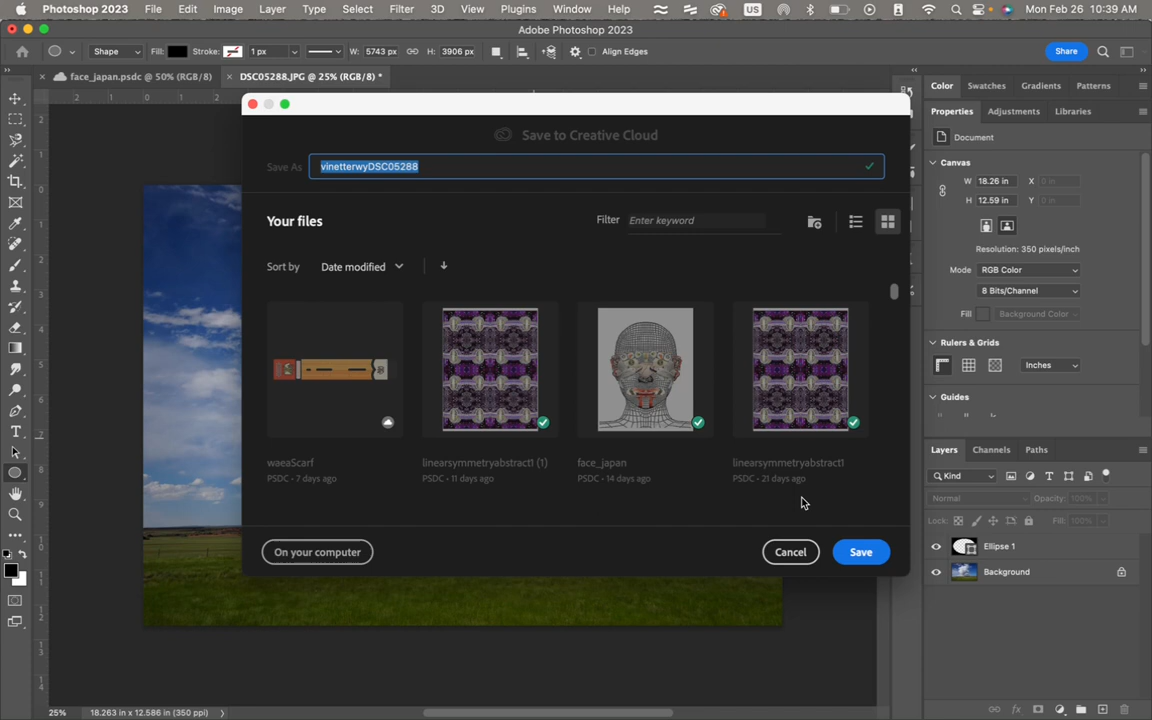 Photoshop 2023 File Edit Image Layer Type Select Filter 3D View Plugins Window Help US Mon Feb 26 10:39 AM
Adobe Photoshop 2023
Shape Fill: Stroke: 1 px W: 5743 px H: 3906 px Align Edges Share
face_japan.psdc @ 50% (RGB/8) DSC05288.JPG @ 25% (RGB/8) *
Save to Creative Cloud
Save As vinetterwyDSC05288
Your files Filter Enter keyword
Sort by Date modified
waeaScarf linearsymmetryabstract1 (1) face_japan linearsymmetryabstract1
PSDC - 7 days ago PSDC - 11 days ago PSDC - 14 days ago PSDC - 21 days ago
On your computer Cancel Save
Color Swatches Gradients Patterns
Properties Adjustments Libraries
Document
Canvas
W 18.26 in X 0 in
H 12.59 in Y 0 in
Resolution: 350 pixels/inch
Mode RGB Color
8 Bits/Channel
Fill Background Color
Rulers & Grids
Inches
Guides
Layers Channels Paths
Kind
Normal Opacity: 100%
Lock: Fill: 100%
Ellipse 1
Background
25% 18.263 in x 12.586 in (350 ppi)